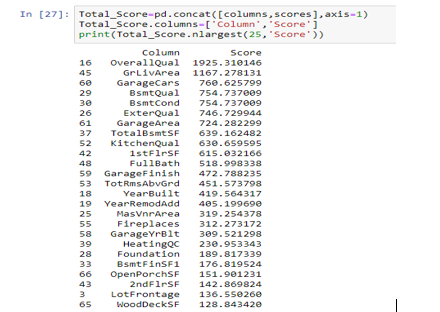 In [27]: Total_Score=pd.concat([columns,scores],axis=1)
Total_Score.columns=['Column','Score']
print(Total_Score.nlargest(25,'Score'))
Column Score
16 OverallQual 1925.310146
45 GrLivArea 1167.278131
60 GarageCars 760.625799
29 BsmtQual 754.737009
30 BsmtCond 754.737009
26 ExterQual 746.729944
61 GarageArea 724.282299
37 TotalBsmtSF 639.162482
52 KitchenQual 630.659595
42 1stFlrSF 615.032166
48 FullBath 518.998338
59 GarageFinish 472.788235
53 TotRmsAbvGrd 451.573798
18 YearBuilt 419.564317
19 YearRemodAdd 405.199690
25 MasVnrArea 319.254378
55 Fireplaces 312.273172
58 GarageYrBlt 309.521298
39 HeatingQC 230.953343
28 Foundation 189.817339
33 BsmtFinSF1 176.819524
66 OpenPorchSF 151.901231
43 2ndFlrSF 142.869824
3 LotFrontage 136.550260
65 WoodDeckSF 128.843420